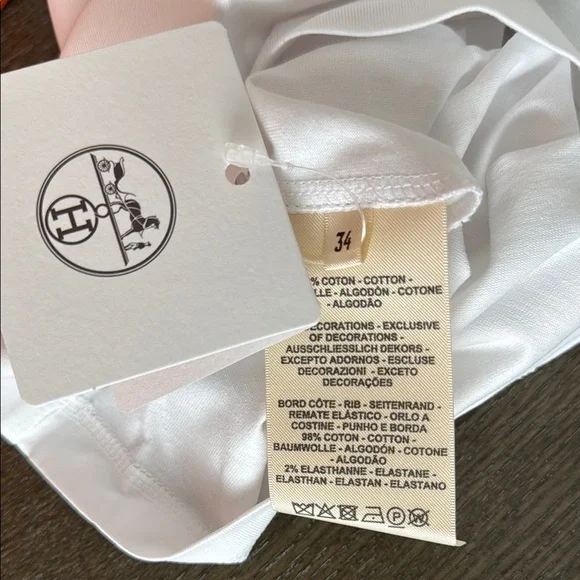 H
34
% COTON - COTTON -
LLE - ALGODÓN - COTONE
- ALGODÃO
ECORATIONS - EXCLUSIVE
OF DECORATIONS -
AUSSCHLIESSLICH DEKORS -
EXCEPTO ADORNOS - ESCLUSE
DECORAZIONI - EXCETO
DECORAÇÕES
BORD CÔTE - RIB - SEITENRAND -
REMATE ELÁSTICO - ORLO A
COSTINE - PUNHO E BORDA
98% COTON - COTTON -
BAUMWOLLE - ALGODÓN - COTONE
- ALGODÃO
2% ELASTHANNE - ELASTANE -
ELASTHAN - ELASTAN - ELASTANO
P W